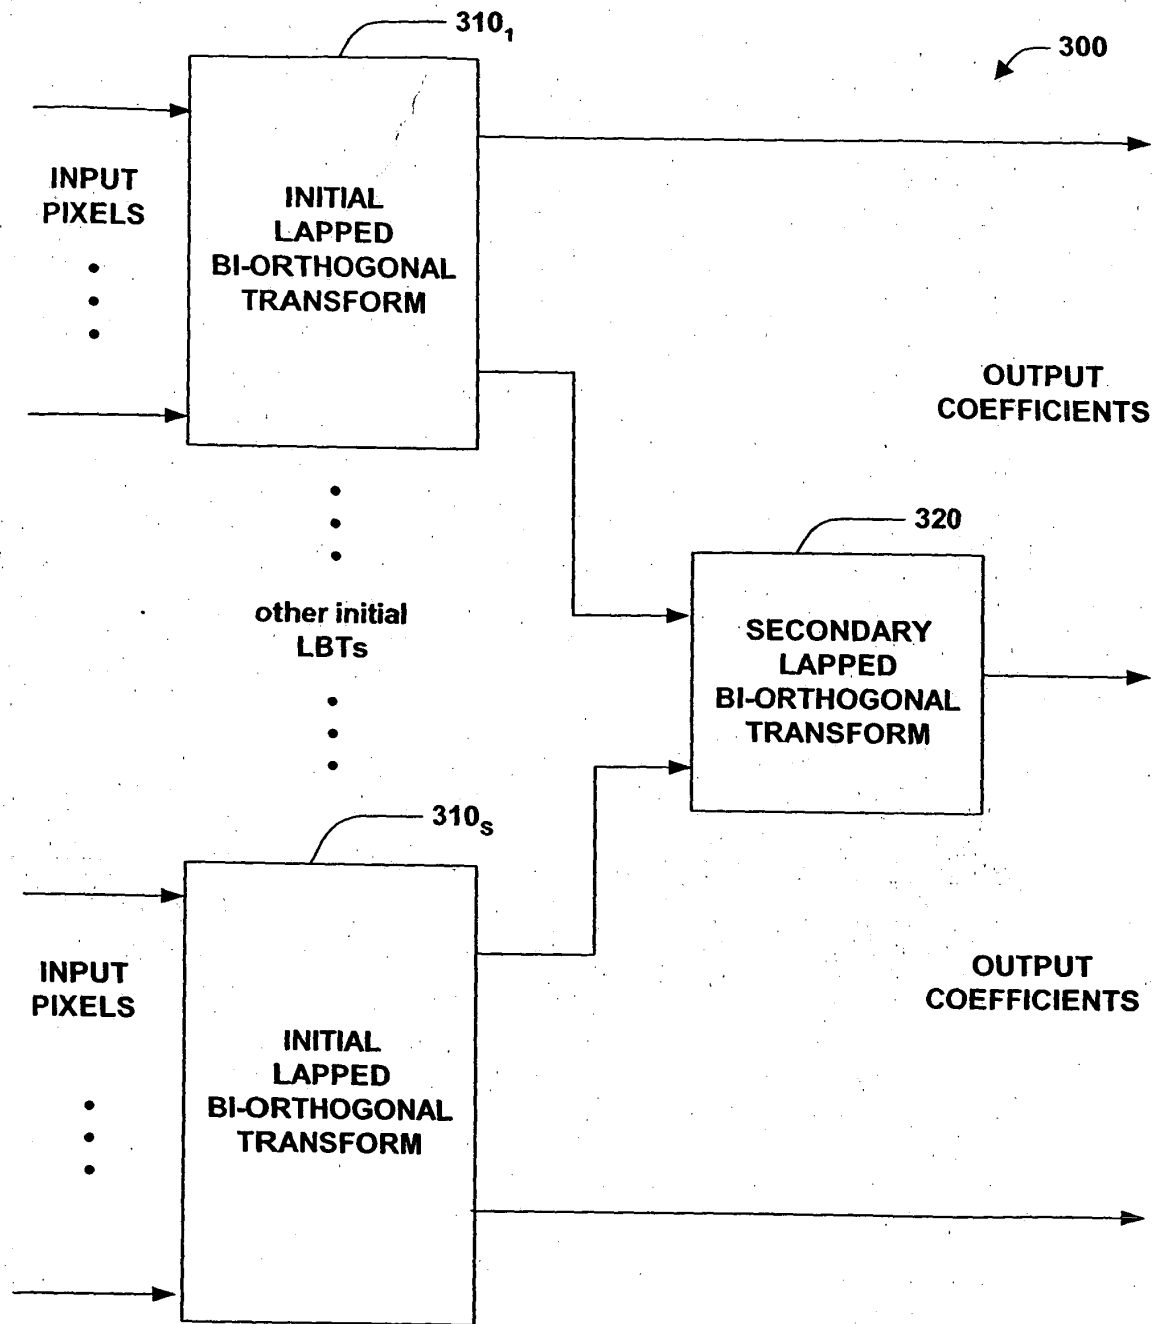 310₁
300
INPUT
PIXELS
INITIAL
LAPPED
BI-ORTHOGONAL
TRANSFORM
OUTPUT
COEFFICIENTS
other initial
LBTs
320
SECONDARY
LAPPED
BI-ORTHOGONAL
TRANSFORM
310S
INPUT
PIXELS
INITIAL
LAPPED
BI-ORTHOGONAL
TRANSFORM
OUTPUT
COEFFICIENTS